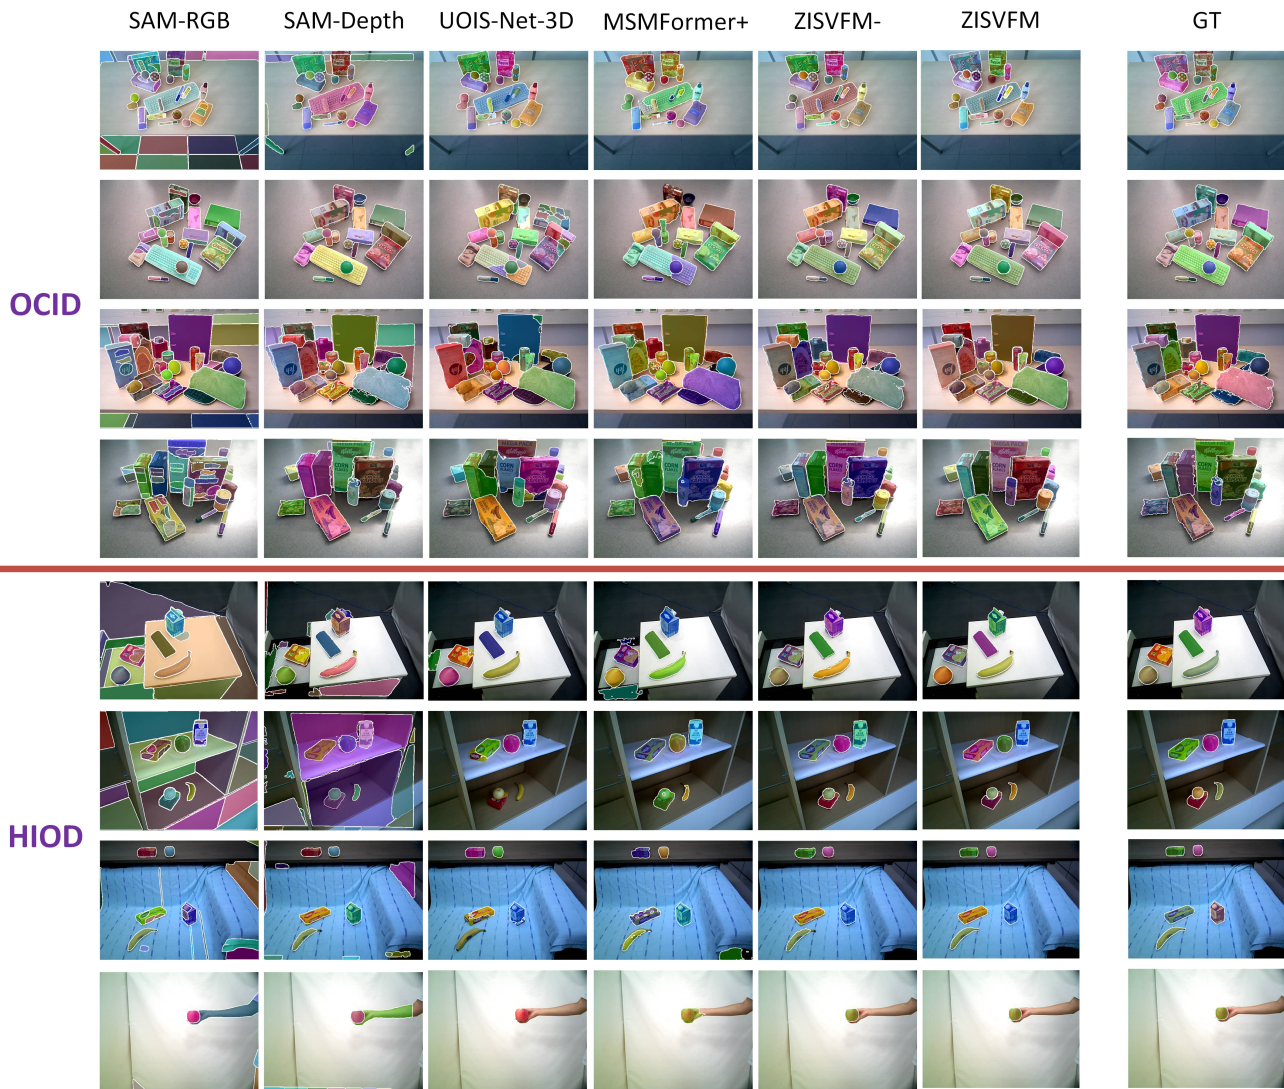 SAM-RGB SAM-Depth UOIS-Net-3D MSMFormer+ ZISVFM- ZISVFM GT
OCID
HIOD